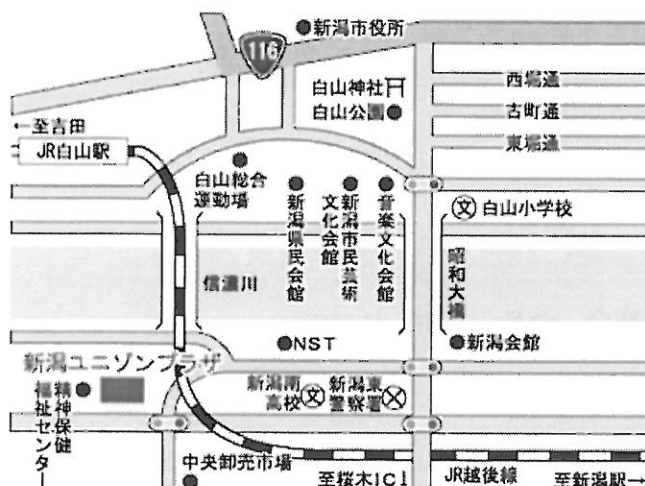 新潟市役所
116
白山神社
白山公園
西堀通
古町通
東堀通
←至吉田
JR白山駅
白山総合
運動場
新潟県民会館
新潟市民芸術
文化会館
音楽文化会館
文
白山小学校
信濃川
昭和大橋
NST
新潟会館
新潟ユニゾンプラザ
精神保健
福祉センター
新潟南
高校
文
新潟東
警察署
中央卸売市場
至桜木IC↓
JR越後線
至新潟駅→